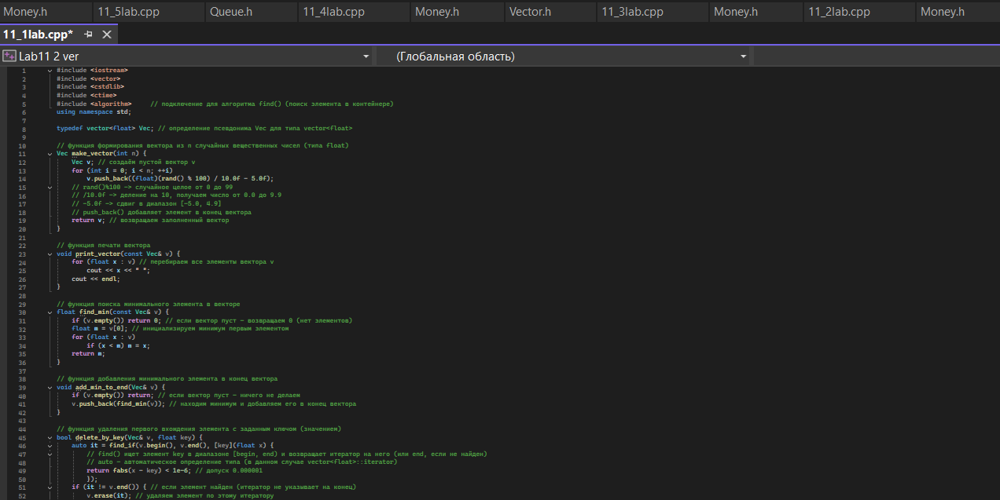 Money.h 11_5lab.cpp Queue.h 11_4lab.cpp Money.h Vector.h 11_3lab.cpp Money.h 11_2lab.cpp Money.h
11_1lab.cpp*
Lab11 2 ver (Глобальная область)
1 #include <iostream>
2 #include <vector>
3 #include <cstdlib>
4 #include <ctime>
5 #include <algorithm> // подключение для алгоритма find() (поиск элемента в контейнере)
6 using namespace std;
7
8 typedef vector<float> Vec; // определение псевдонима Vec для типа vector<float>
9
10 // функция формирования вектора из n случайных вещественных чисел (типа float)
11 Vec make_vector(int n) {
12 Vec v; // создаём пустой вектор v
13 for (int i = 0; i < n; ++i)
14 v.push_back((float)(rand() % 100) / 10.0f - 5.0f);
15 // rand()%100 -> случайное целое от 0 до 99
16 // /10.0f -> деление на 10, получаем число от 0.0 до 9.9
17 // -5.0f -> сдвиг в диапазон [-5.0, 4.9]
18 // push_back() добавляет элемент в конец вектора
19 return v; // возвращаем заполненный вектор
20 }
21
22 // функция печати вектора
23 void print_vector(const Vec& v) {
24 for (float x : v) // перебираем все элементы вектора v
25 cout << x << " ";
26 cout << endl;
27 }
28
29 // функция поиска минимального элемента в векторе
30 float find_min(const Vec& v) {
31 if (v.empty()) return 0; // если вектор пуст - возвращаем 0 (нет элементов)
32 float m = v[0]; // инициализируем минимум первым элементом
33 for (float x : v)
34 if (x < m) m = x;
35 return m;
36 }
37
38 // функция добавления минимального элемента в конец вектора
39 void add_min_to_end(Vec& v) {
40 if (v.empty()) return; // если вектор пуст - ничего не делаем
41 v.push_back(find_min(v)); // находим минимум и добавляем его в конец вектора
42 }
43
44 // функция удаления первого вхождения элемента с заданным ключом (значением)
45 bool delete_by_key(Vec& v, float key) {
46 auto it = find_if(v.begin(), v.end(), [key](float x) {
47 // find() ищет элемент key в диапазоне [begin, end) и возвращает итератор на него (или end, если не найден)
48 // auto - автоматическое определение типа (в данном случае vector<float>::iterator)
49 return fabs(x - key) < 1e-6; // допуск 0.000001
50 });
51 if (it != v.end()) { // если элемент найден (итератор не указывает на конец)
52 v.erase(it); // удаляем элемент по этому итератору